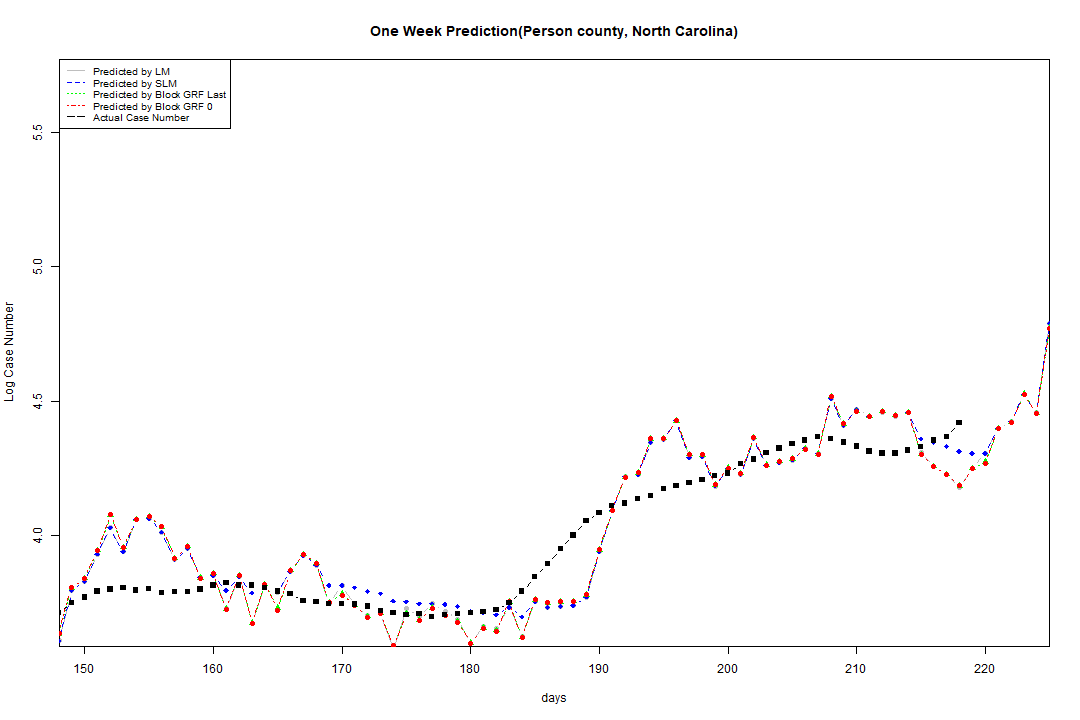 One Week Prediction(Person county, North Carolina)
Predicted by LM
Predicted by SLM
Predicted by Block GRF Last
Predicted by Block GRF 0
Actual Case Number
5.5
5.0
4.5
4.0
Log Case Number
150 160 170 180 190 200 210 220
days